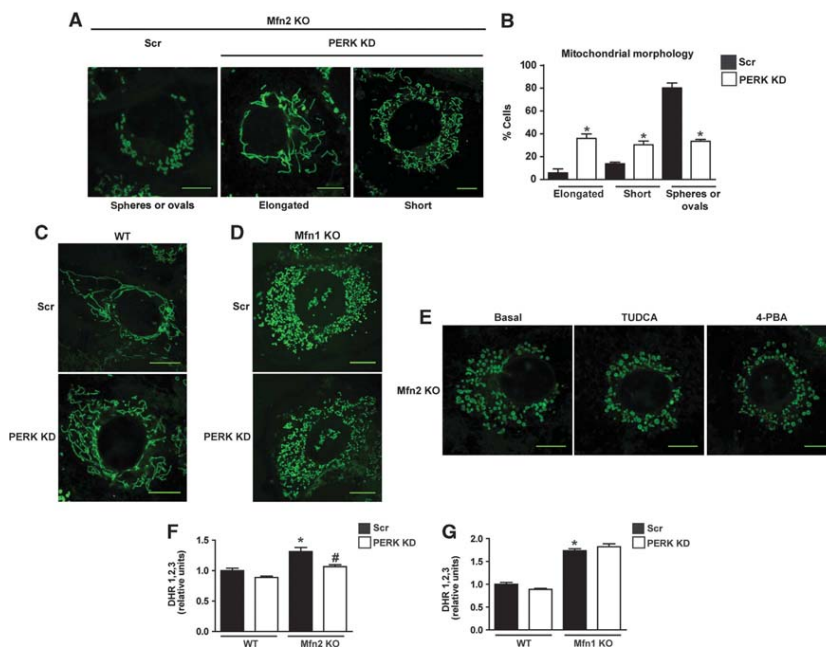 A
Mfn2 KO
Scr
PERK KD
Spheres or ovals
Elongated
Short
B
Mitochondrial morphology
Scr
PERK KD
% Cells
100
80
60
40
20
0
*
*
*
Elongated
Short
Spheres or
ovals
C
WT
Scr
PERK KD
D
Mfn1 KO
Scr
PERK KD
E
Basal
TUDCA
4-PBA
Mfn2 KO
F
Scr
PERK KD
DHR 1,2,3
(relative units)
1.5
1.0
0.5
0.0
*
#
WT
Mfn2 KO
G
Scr
PERK KD
DHR 1,2,3
(relative units)
2.0
1.5
1.0
0.5
0.0
*
WT
Mfn1 KO